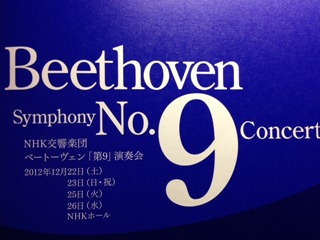 Beethoven
Symphony No. 9 Concert
NHK交響楽団
ベートーヴェン「第9」演奏会
2012年12月22日(土)
23日(日・祝)
25日(火)
26日(水)
NHKホール